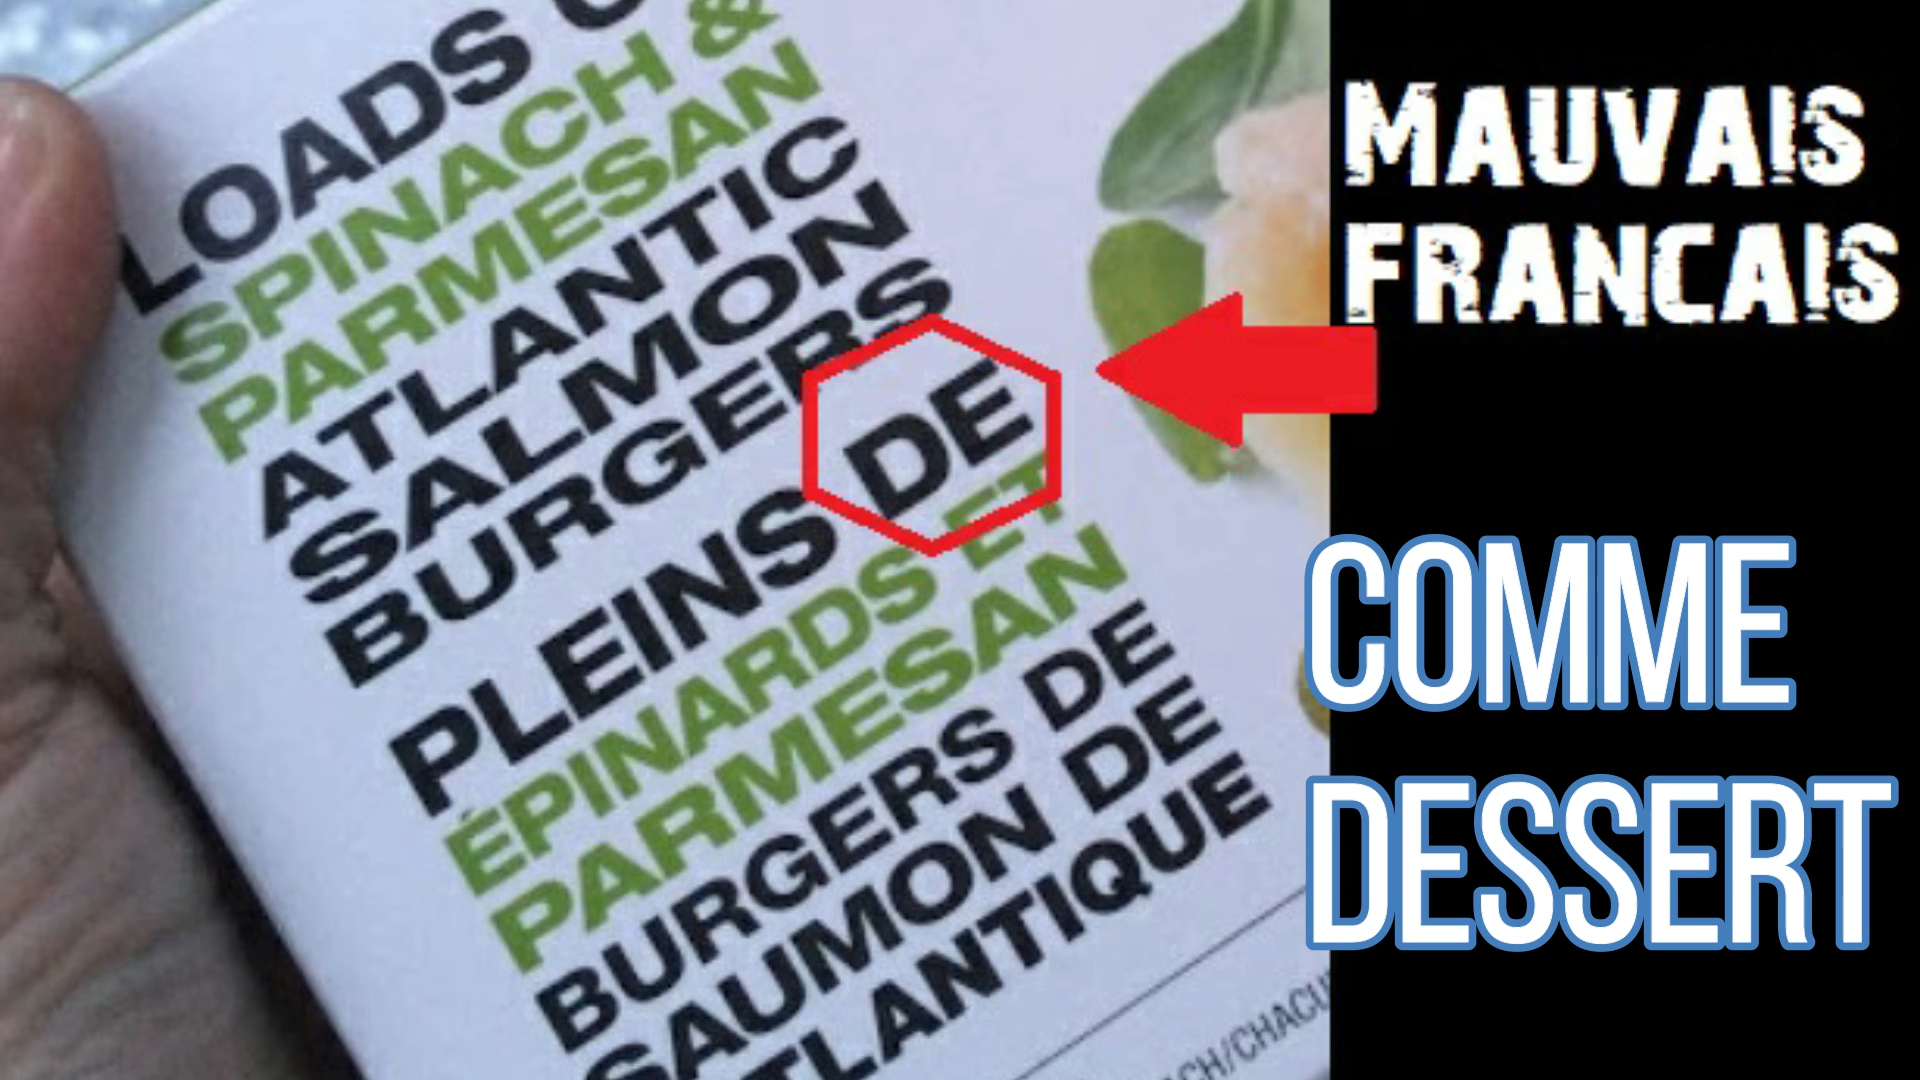 LOADS
SPINACH &
PARMESAN
ATLANTIC
SALMON
BURGERS
PLEINS DE
ÉPINARDS ET
PARMESAN
BURGERS DE
SAUMON DE
ATLANTIQUE
MAUVAIS
FRANCAIS
COMME
DESSERT